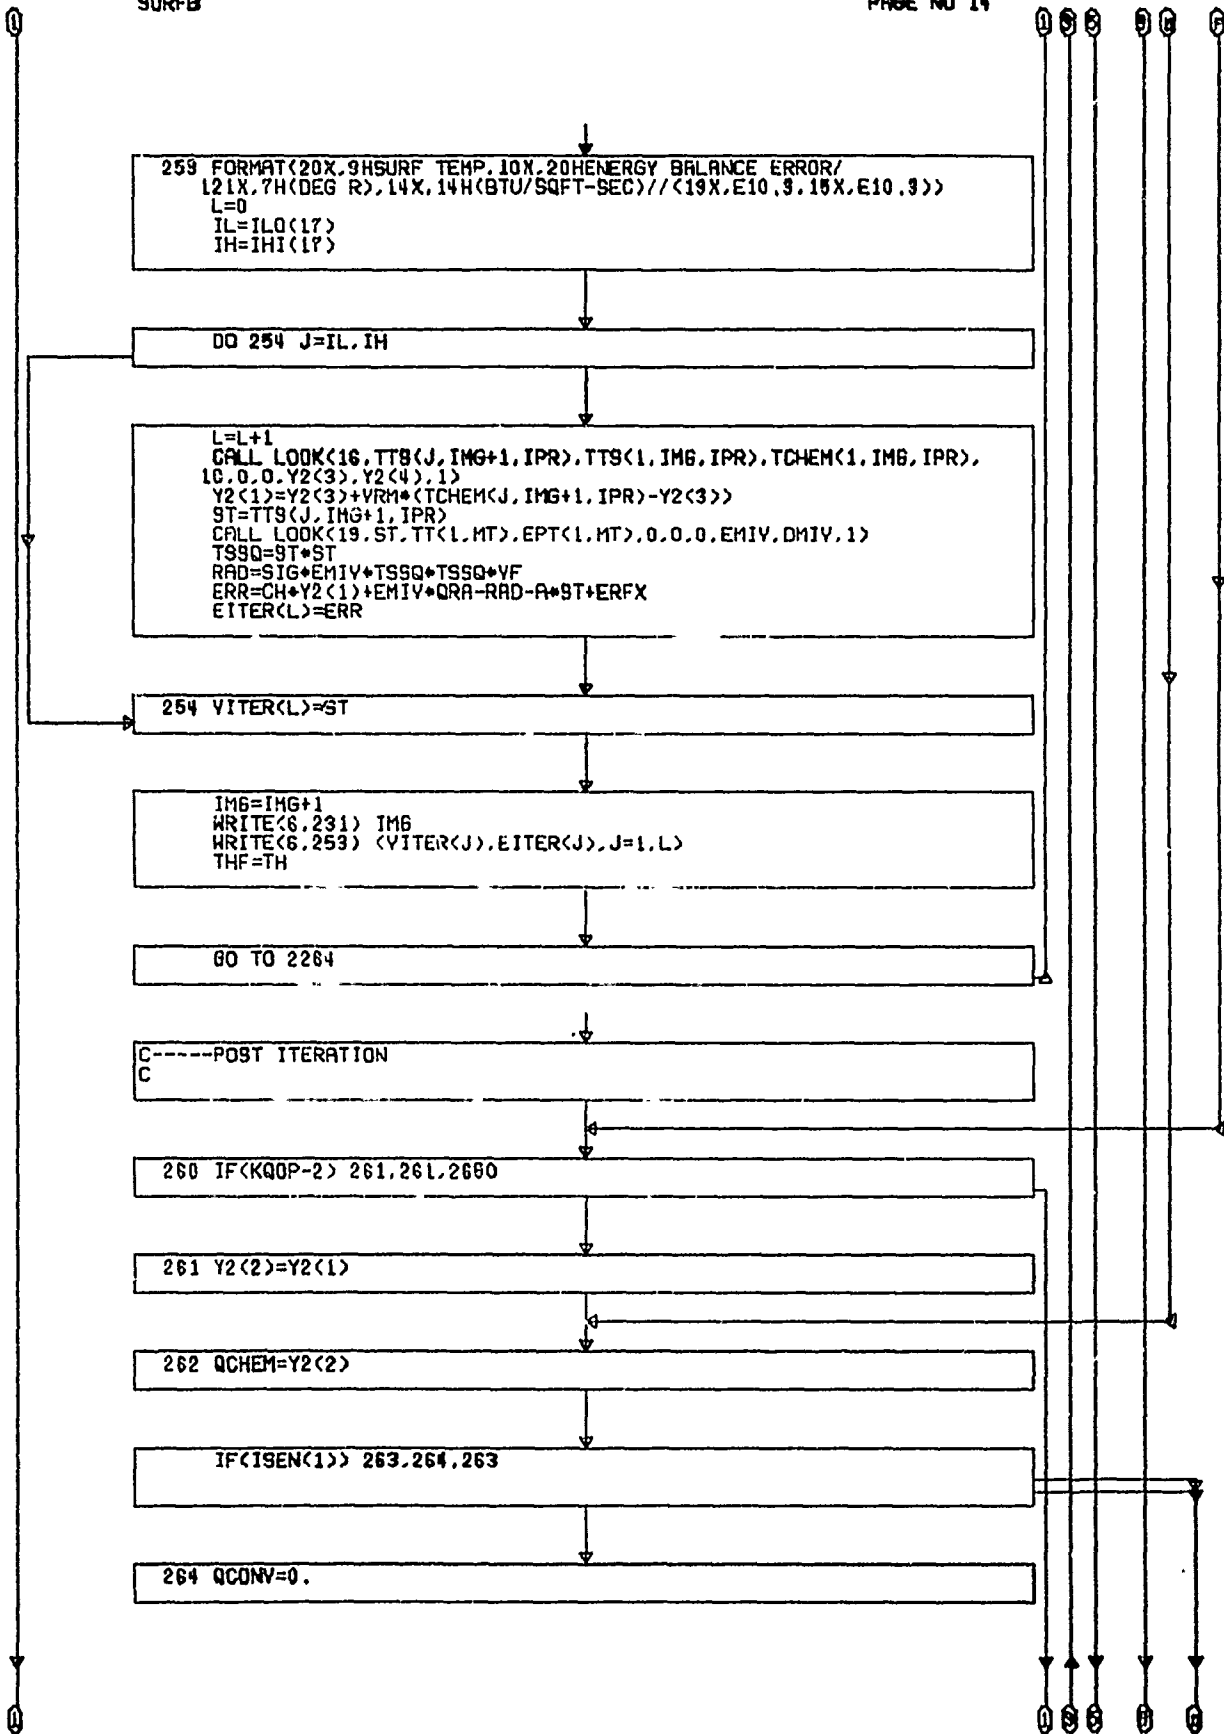 SURFB PAGE NO 14
253 FORMAT(20X,9HSURF TEMP,10X,20HENERGY BALANCE ERROR/
121X,7H(DEG R),14X,14H(BTU/SQFT-SEC)//(19X,E10.3,15X,E10.3))
L=0
IL=ILO(17)
IH=IHI(17)
DO 254 J=IL,IH
L=L+1
CALL LOOK(16,TTS(J,IMG+1,IPR),TTS(1,IMG,IPR),TCHEM(1,IMG,IPR),
10,0,0,Y2(3),Y2(4),1)
Y2(1)=Y2(3)+VRM*(TCHEM(J,IMG+1,IPR)-Y2(3))
ST=TTS(J,IMG+1,IPR)
CALL LOOK(19,ST,TT(1,MT),EPT(1,MT),0,0,0,EMIV,DMIV,1)
TSSQ=ST*ST
RAD=SIG*EMIV*TSSQ*TSSQ*VF
ERR=CH*Y2(1)+EMIV*QRA-RAD-A*ST+ERFX
EITER(L)=ERR
254 VITER(L)=ST
IMG=IMG+1
WRITE(6,231) IMG
WRITE(6,253) (VITER(J),EITER(J),J=1,L)
THF=TH
GO TO 2264
C-----POST ITERATION
C
260 IF(KQOP-2) 261,261,2660
261 Y2(2)=Y2(1)
262 QCHEM=Y2(2)
IF(ISEN(1)) 263,264,263
264 QCONV=0.